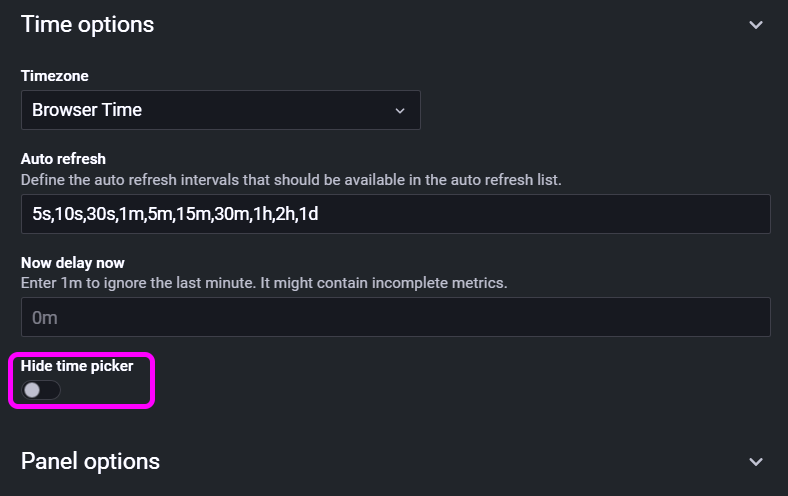 Time options
Timezone
Browser Time
Auto refresh
Define the auto refresh intervals that should be available in the auto refresh list.
5s,10s,30s,1m,5m,15m,30m,1h,2h,1d
Now delay now
Enter 1m to ignore the last minute. It might contain incomplete metrics.
0m
Hide time picker
Panel options